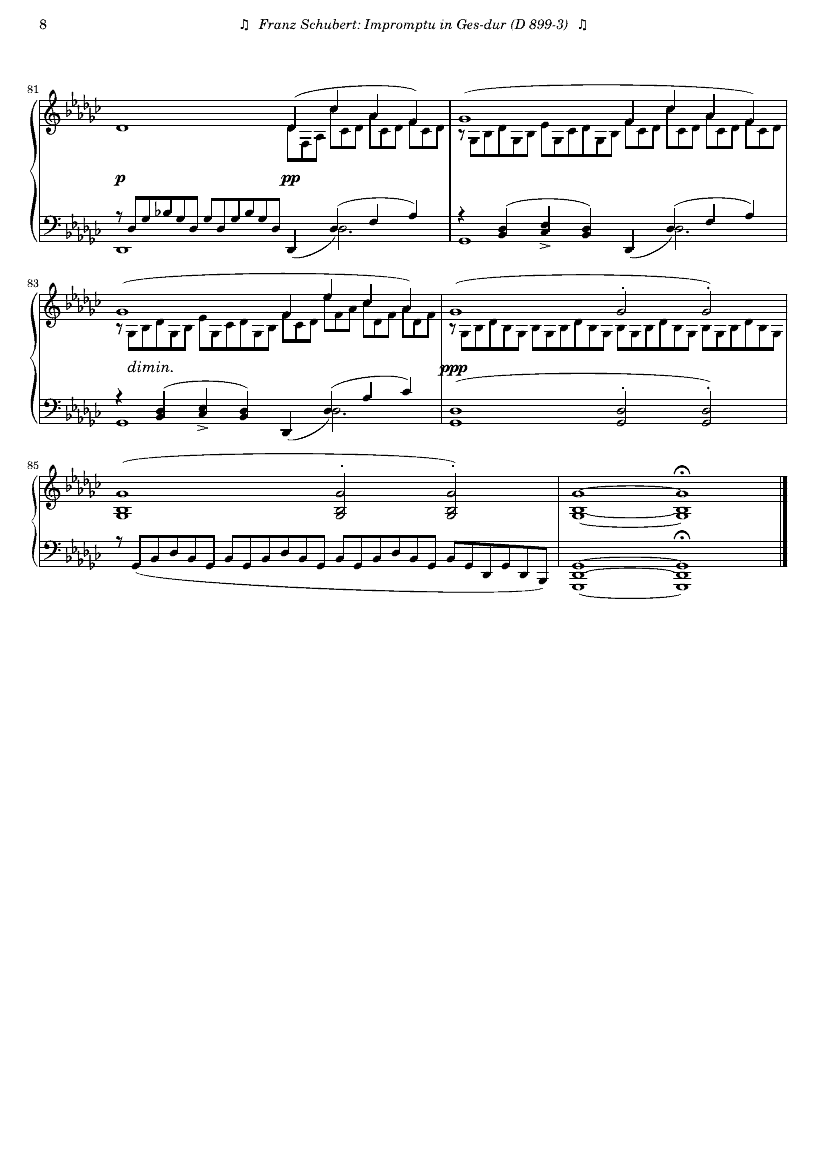 8 ♫ Franz Schubert: Impromptu in Ges-dur (D 899-3) ♫
81
p pp
83
dimin. ppp
85